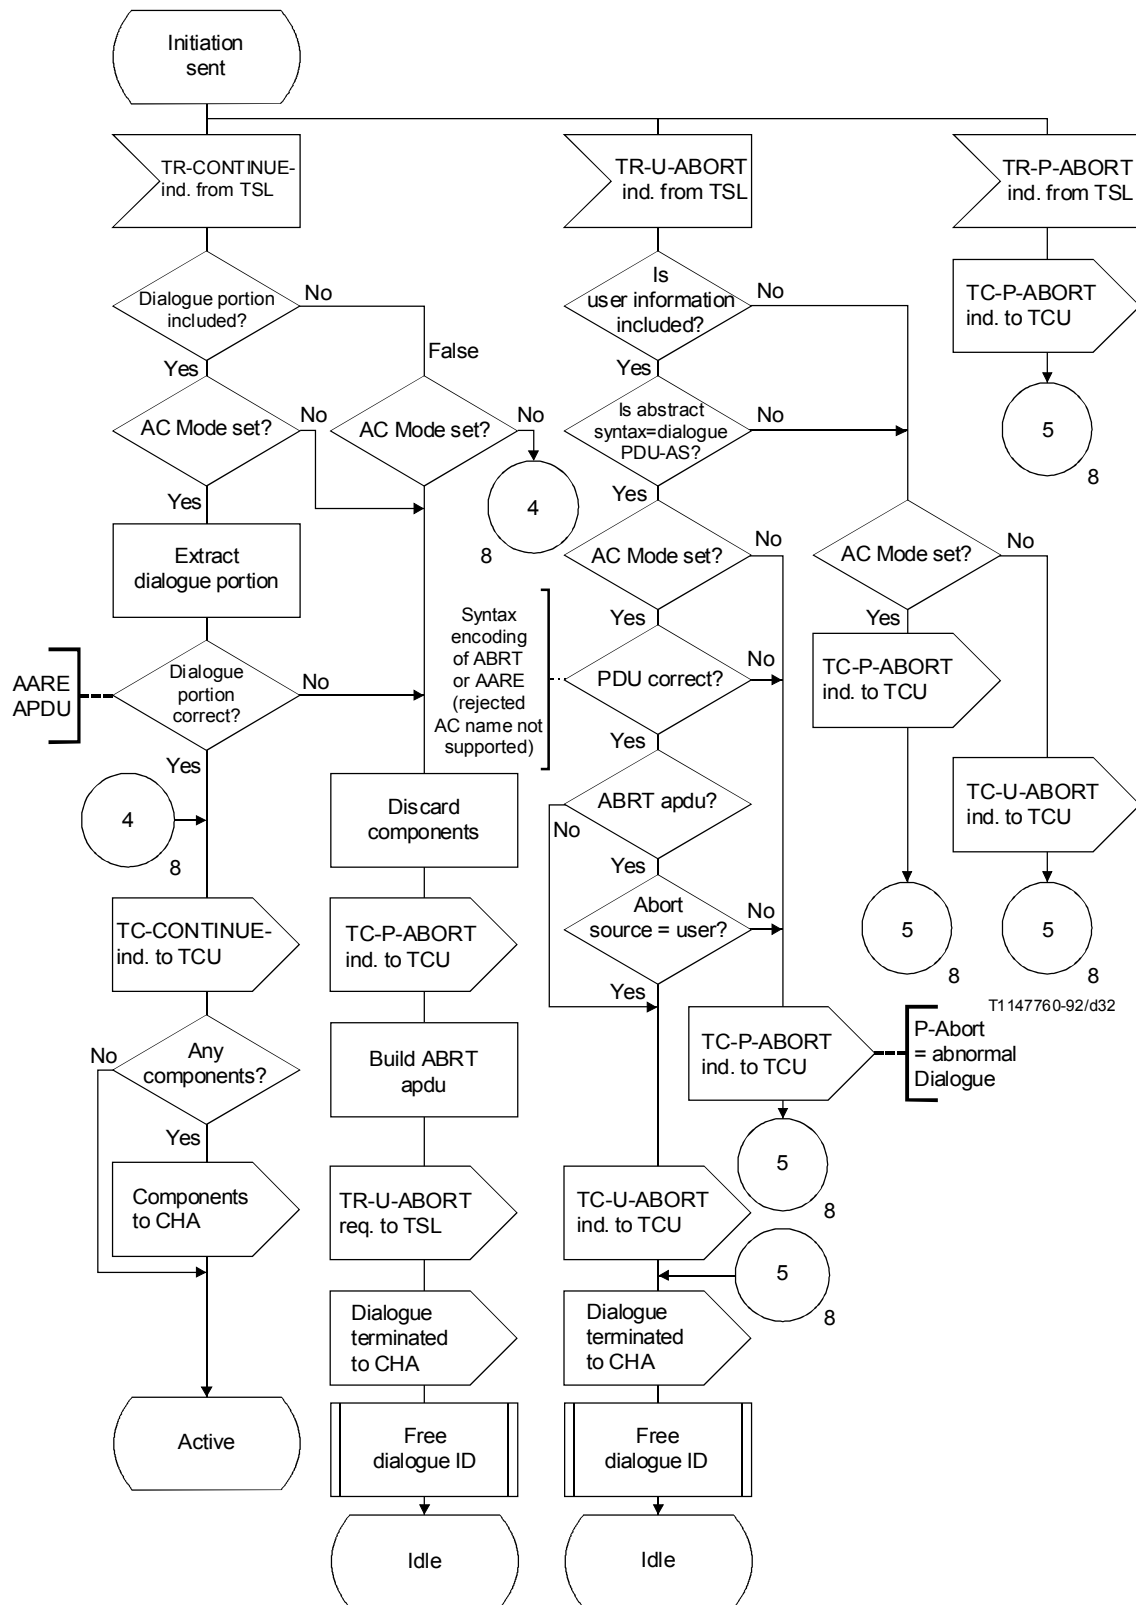 Initiation
sent
TR-CONTINUE-
ind. from TSL
TR-U-ABORT
ind. from TSL
TR-P-ABORT
ind. from TSL
Dialogue portion
included?
No
Yes
False
Is
user information
included?
No
Yes
TC-P-ABORT
ind. to TCU
5
8
AC Mode set?
No
Yes
AC Mode set?
No
4
8
Is abstract
syntax=dialogue
PDU-AS?
No
Yes
Extract
dialogue portion
AC Mode set?
No
Yes
AC Mode set?
No
Yes
AARE
APDU
Dialogue
portion
correct?
No
Yes
Syntax
encoding
of ABRT
or AARE
(rejected
AC name not
supported)
PDU correct?
No
Yes
TC-P-ABORT
ind. to TCU
4
8
Discard
components
ABRT apdu?
No
Yes
TC-U-ABORT
ind. to TCU
TC-CONTINUE-
ind. to TCU
TC-P-ABORT
ind. to TCU
Abort
source = user?
No
Yes
5
8
5
8
T1147760-92/d32
Any
components?
No
Yes
Build ABRT
apdu
TC-P-ABORT
ind. to TCU
P-Abort
= abnormal
Dialogue
5
8
Components
to CHA
TR-U-ABORT
req. to TSL
TC-U-ABORT
ind. to TCU
5
8
Dialogue
terminated
to CHA
Dialogue
terminated
to CHA
Active
Free
dialogue ID
Free
dialogue ID
Idle
Idle